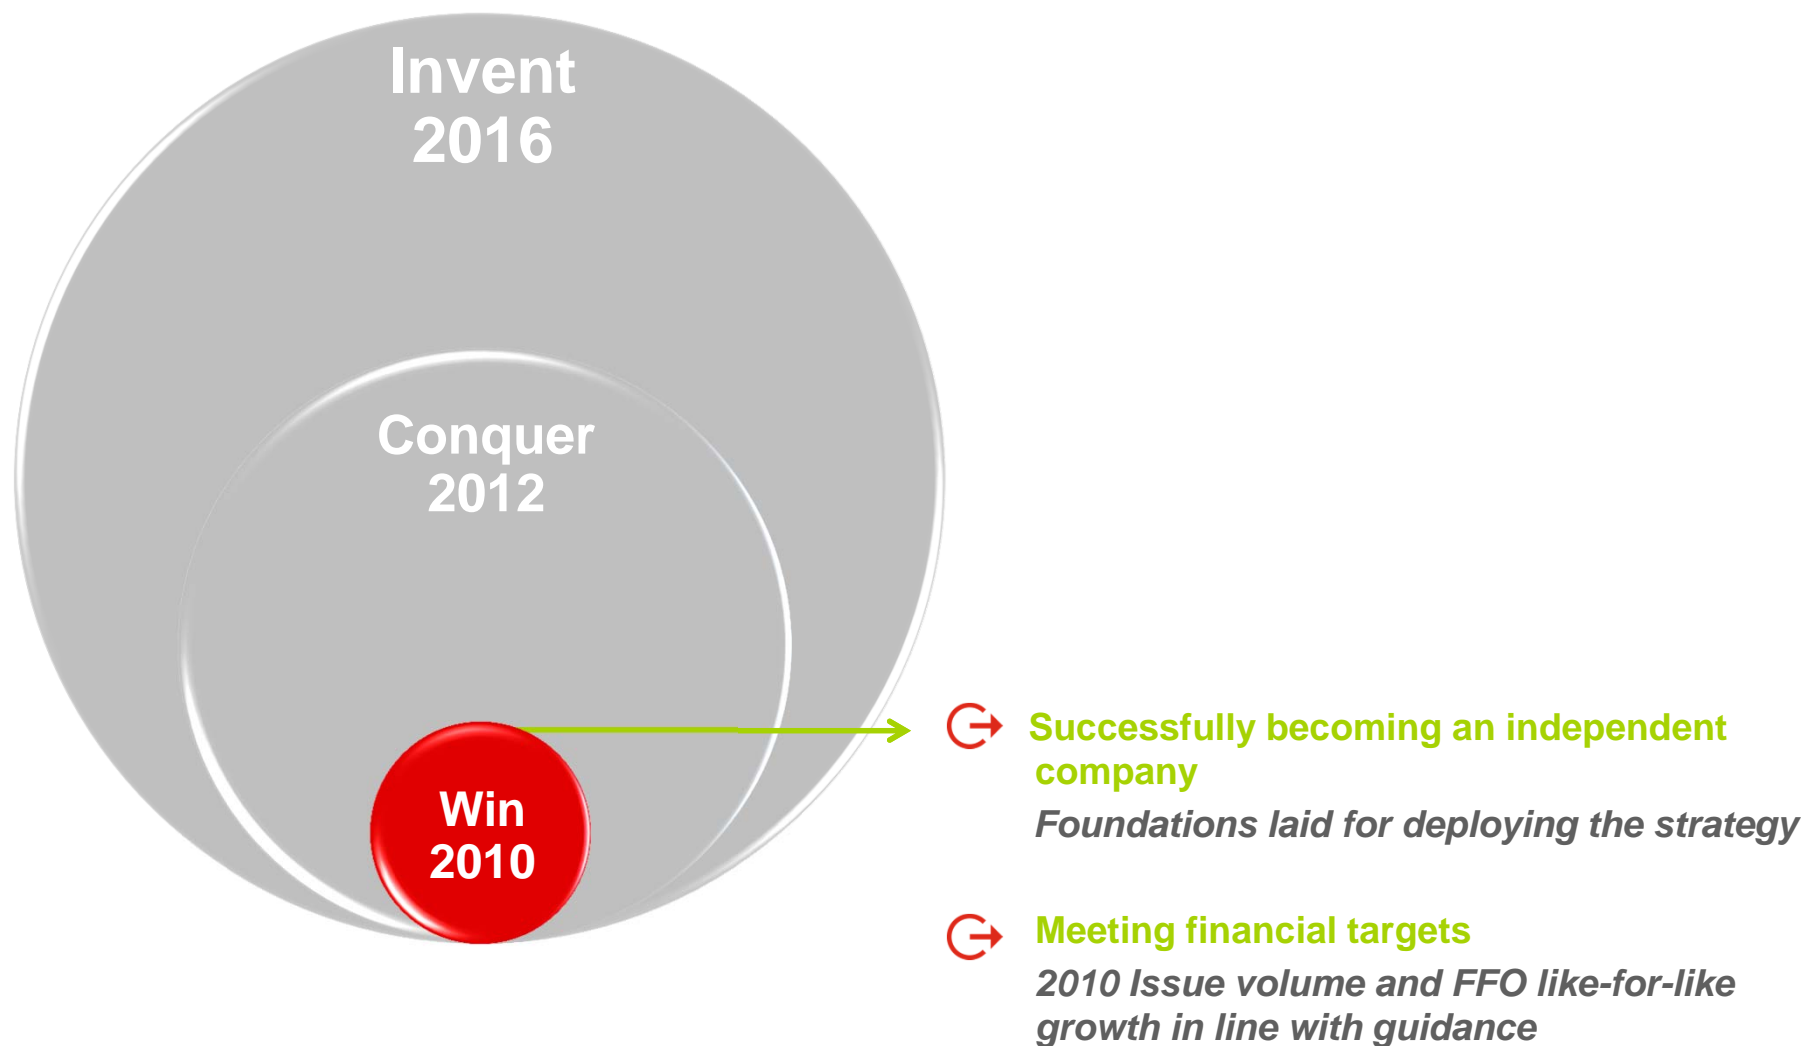 Invent
2016
Conquer
2012
Win
2010
Successfully becoming an independent
company
Foundations laid for deploying the strategy
Meeting financial targets
2010 Issue volume and FFO like-for-like
growth in line with guidance